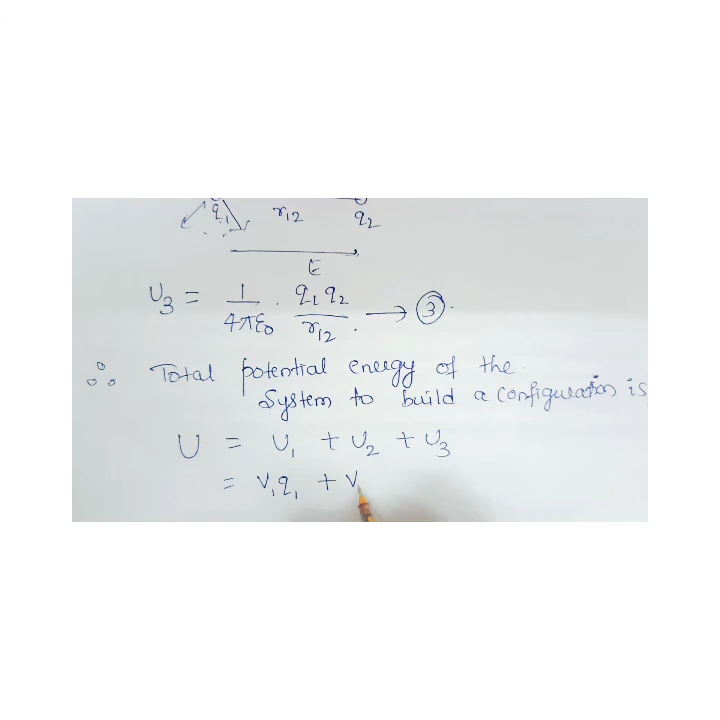 q₁ r₁₂ q₂
E
U₃ = 1/4πε₀ · q₁q₂/r₁₂ . → ③.
∴ Total potential energy of the
System to build a configuration is
U = U₁ + U₂ + U₃
= V₁q₁ + V